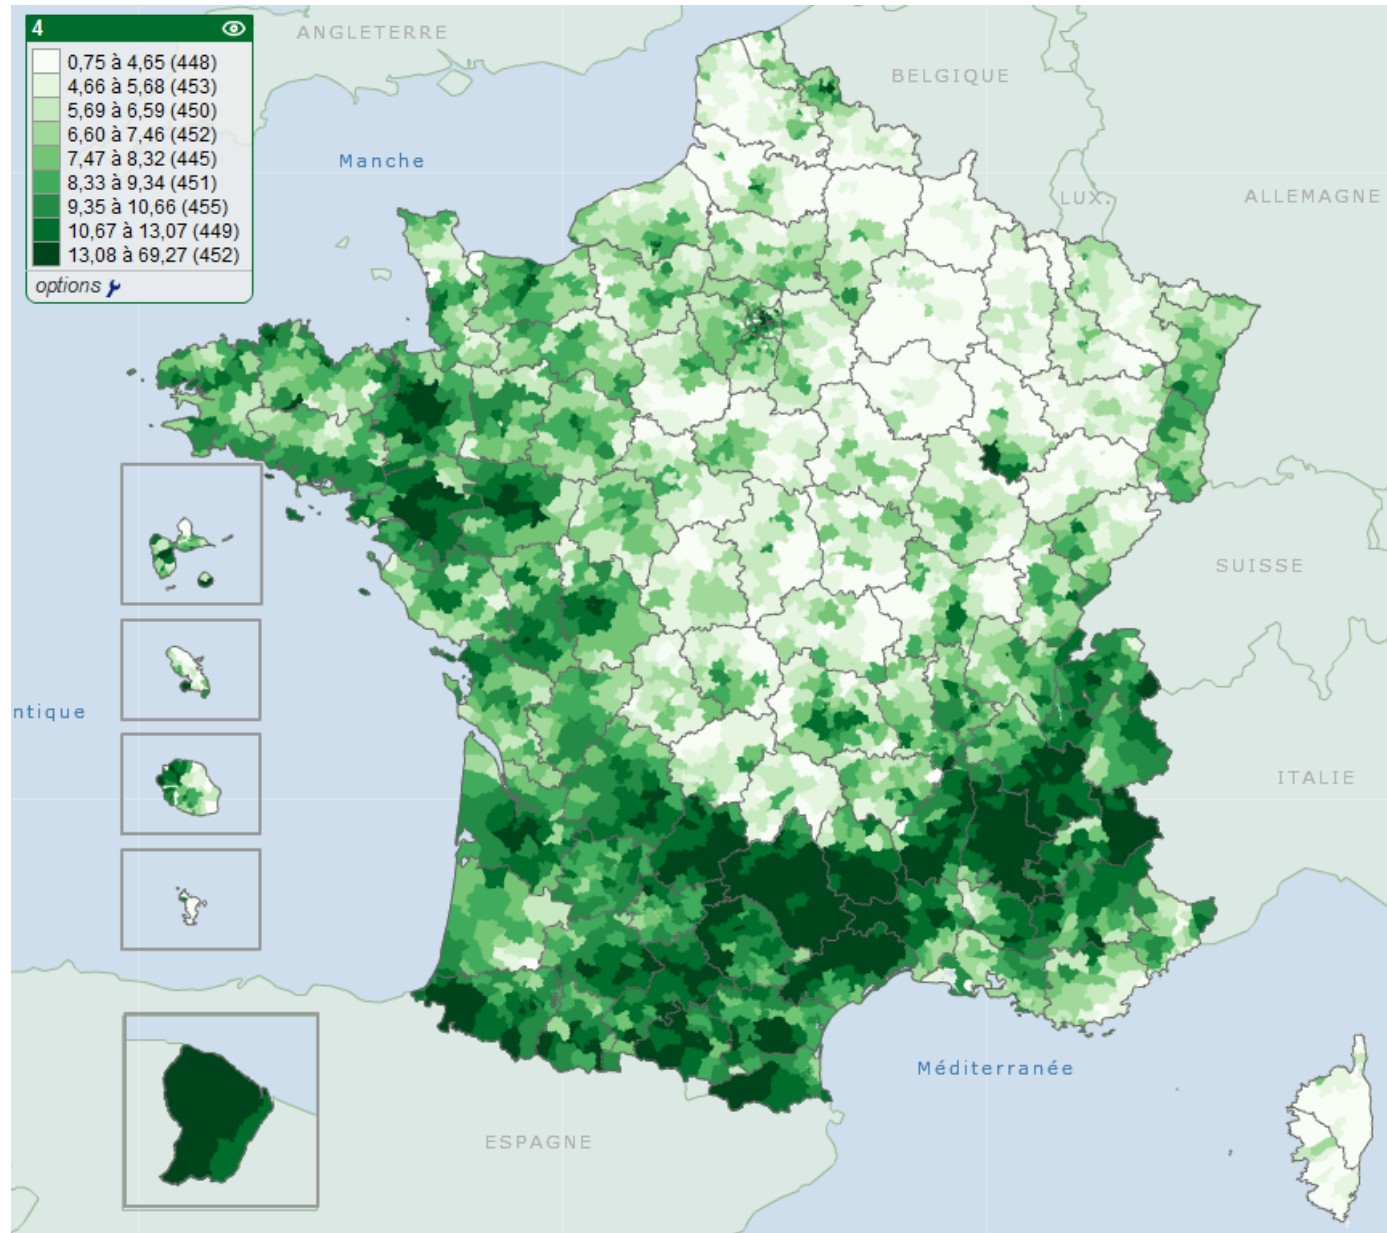 4
0,75 à 4,65 (448)
4,66 à 5,68 (453)
5,69 à 6,59 (450)
6,60 à 7,46 (452)
7,47 à 8,32 (445)
8,33 à 9,34 (451)
9,35 à 10,66 (455)
10,67 à 13,07 (449)
13,08 à 69,27 (452)
options
ANGLETERRE
BELGIQUE
Manche
LUX.
ALLEMAGNE
SUISSE
ntique
ITALIE
Méditerranée
ESPAGNE